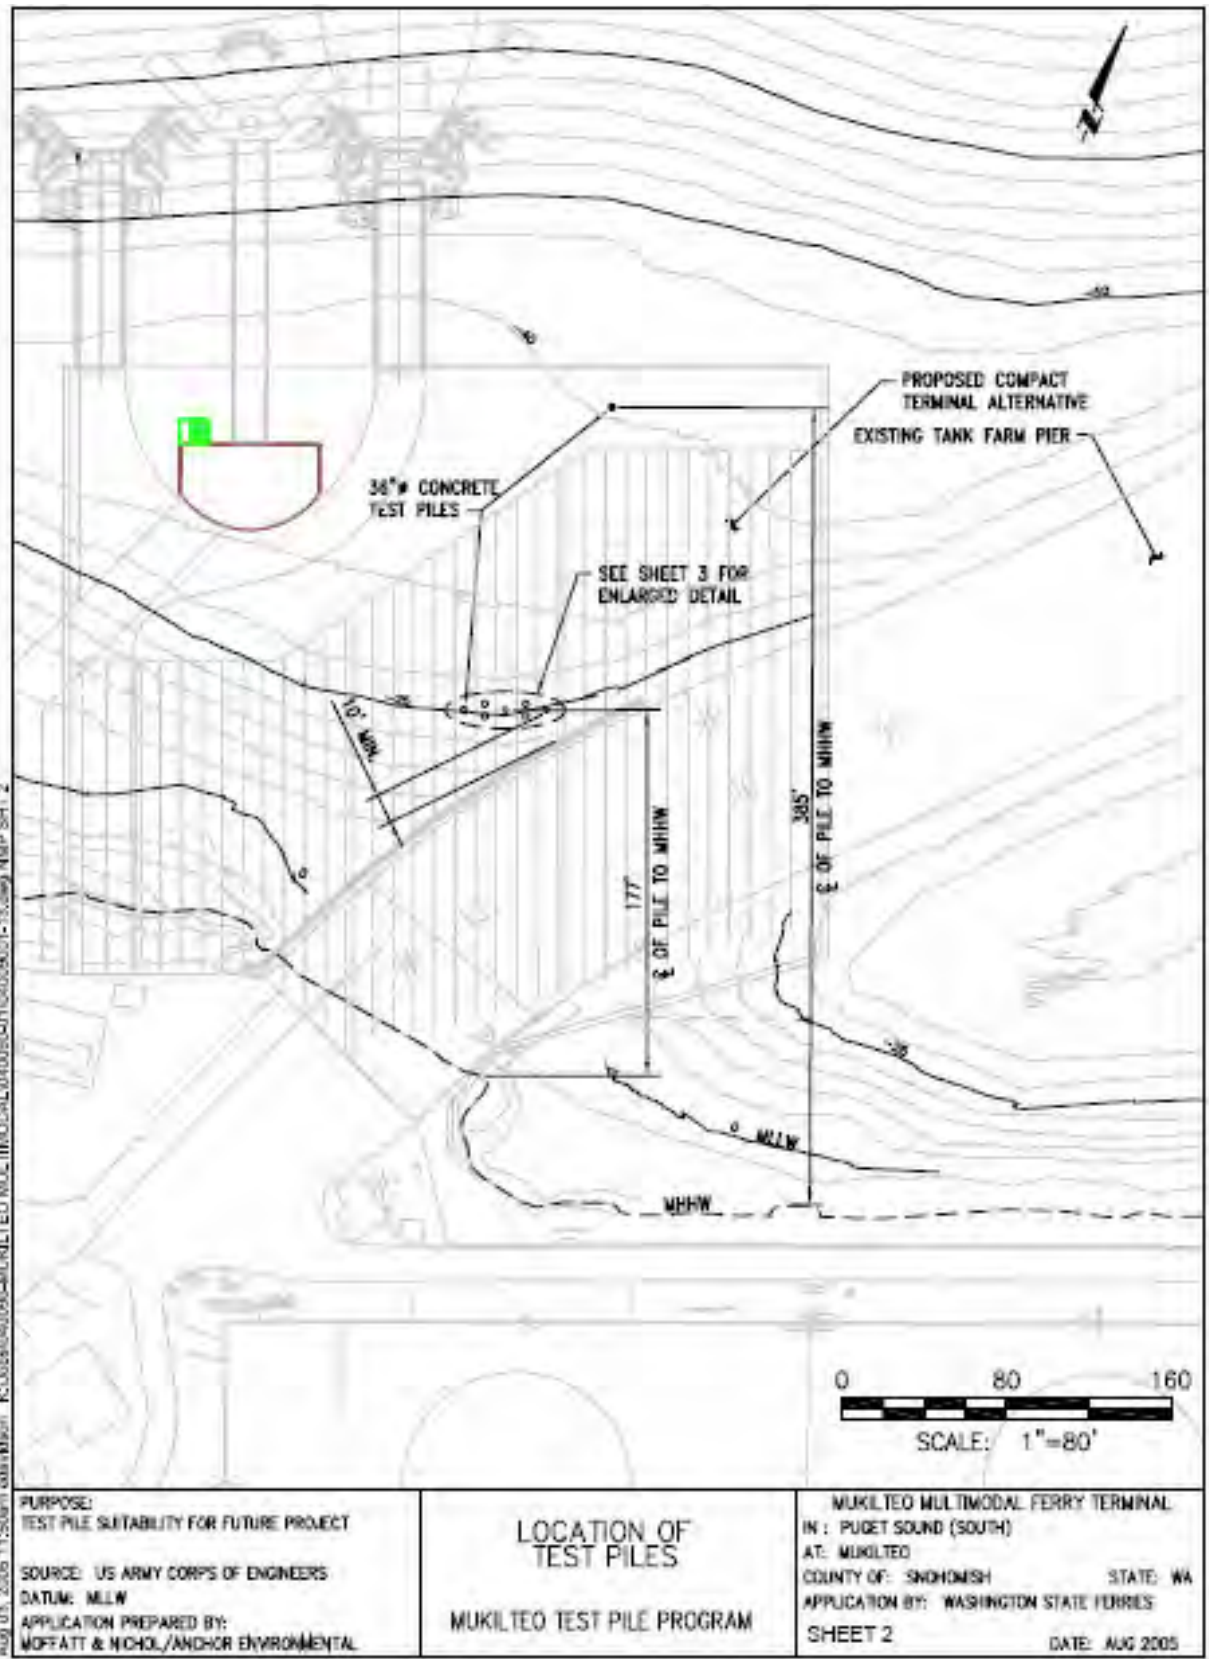 PROPOSED COMPACT
TERMINAL ALTERNATIVE
EXISTING TANK FARM PIER
36"ø CONCRETE
TEST PILES
SEE SHEET 3 FOR
ENLARGED DETAIL
10' MIN.
177'
℄ OF PILE TO MHHW
385'
℄ OF PILE TO MHHW
0
0 MLLW
MHHW
0 80 160
SCALE: 1"=80'
PURPOSE:
TEST PILE SUITABILITY FOR FUTURE PROJECT
SOURCE: US ARMY CORPS OF ENGINEERS
DATUM: MLLW
APPLICATION PREPARED BY:
MOFFATT & NICHOL/ANCHOR ENVIRONMENTAL
LOCATION OF
TEST PILES
MUKILTEO TEST PILE PROGRAM
MUKILTEO MULTIMODAL FERRY TERMINAL
IN: PUGET SOUND (SOUTH)
AT: MUKILTEO
COUNTY OF: SNOHOMISH STATE: WA
APPLICATION BY: WASHINGTON STATE FERRIES
SHEET 2
DATE: AUG 2005